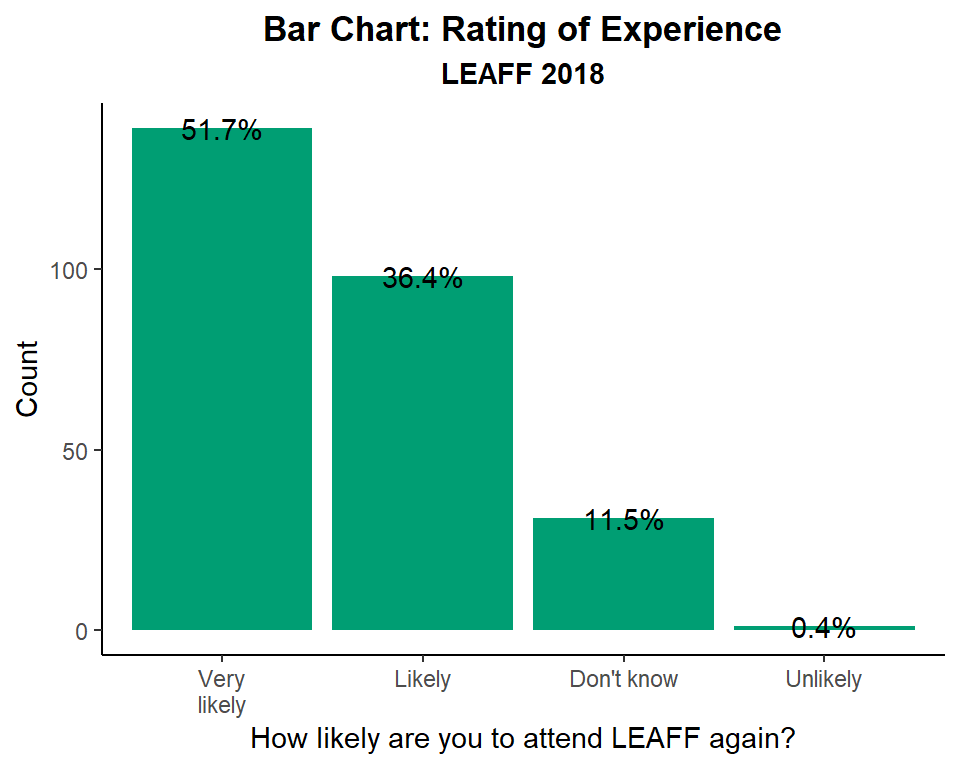 Bar Chart: Rating of Experience
LEAFF 2018
51.7%
36.4%
11.5%
0.4%
100
50
0
Count
Very
likely
Likely
Don't know
Unlikely
How likely are you to attend LEAFF again?